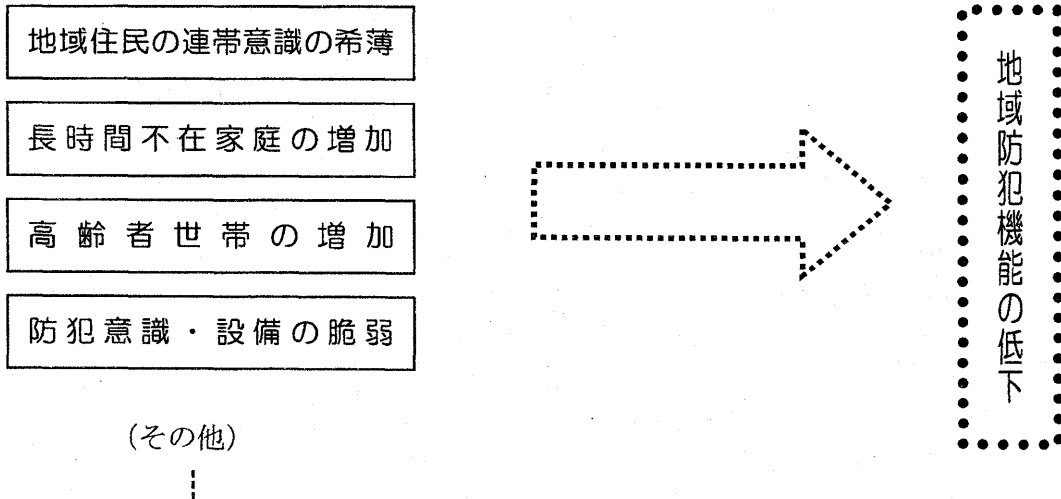 地域住民の連帯意識の希薄
長時間不在家庭の増加
高齢者世帯の増加
防犯意識・設備の脆弱
(その他)
地域防犯機能の低下